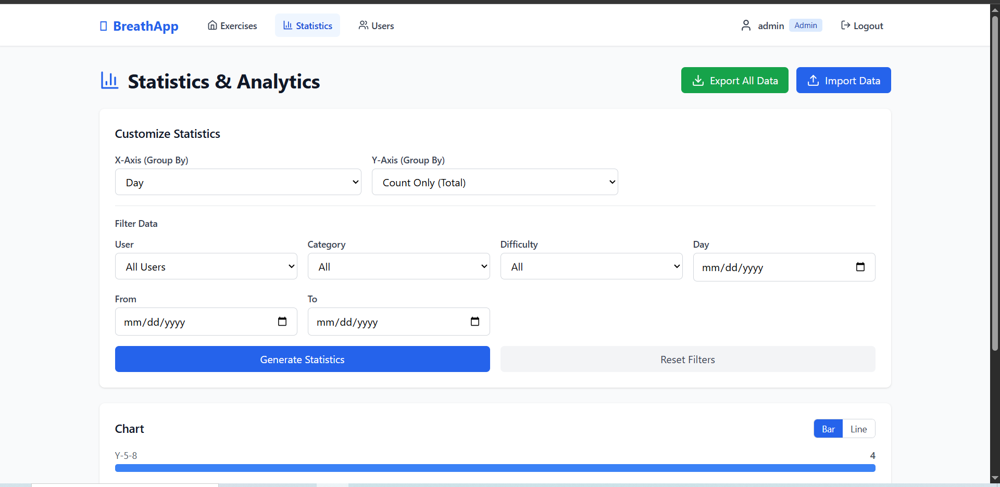 BreathApp Exercises Statistics Users admin Admin Logout
Statistics & Analytics Export All Data Import Data
Customize Statistics
X-Axis (Group By) Y-Axis (Group By)
Day Count Only (Total)
Filter Data
User Category Difficulty Day
All Users All All mm/dd/yyyy
From To
mm/dd/yyyy mm/dd/yyyy
Generate Statistics Reset Filters
Chart Bar Line
Y-5-8 4